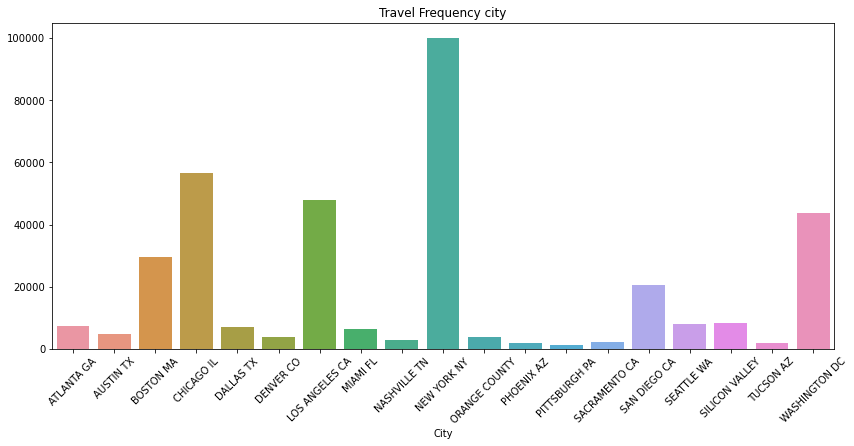 Travel Frequency city
100000
80000
60000
40000
20000
0
ATLANTA GA
AUSTIN TX
BOSTON MA
CHICAGO IL
DALLAS TX
DENVER CO
LOS ANGELES CA
MIAMI FL
NASHVILLE TN
NEW YORK NY
ORANGE COUNTY
PHOENIX AZ
PITTSBURGH PA
SACRAMENTO CA
SAN DIEGO CA
SEATTLE WA
SILICON VALLEY
TUCSON AZ
WASHINGTON DC
City